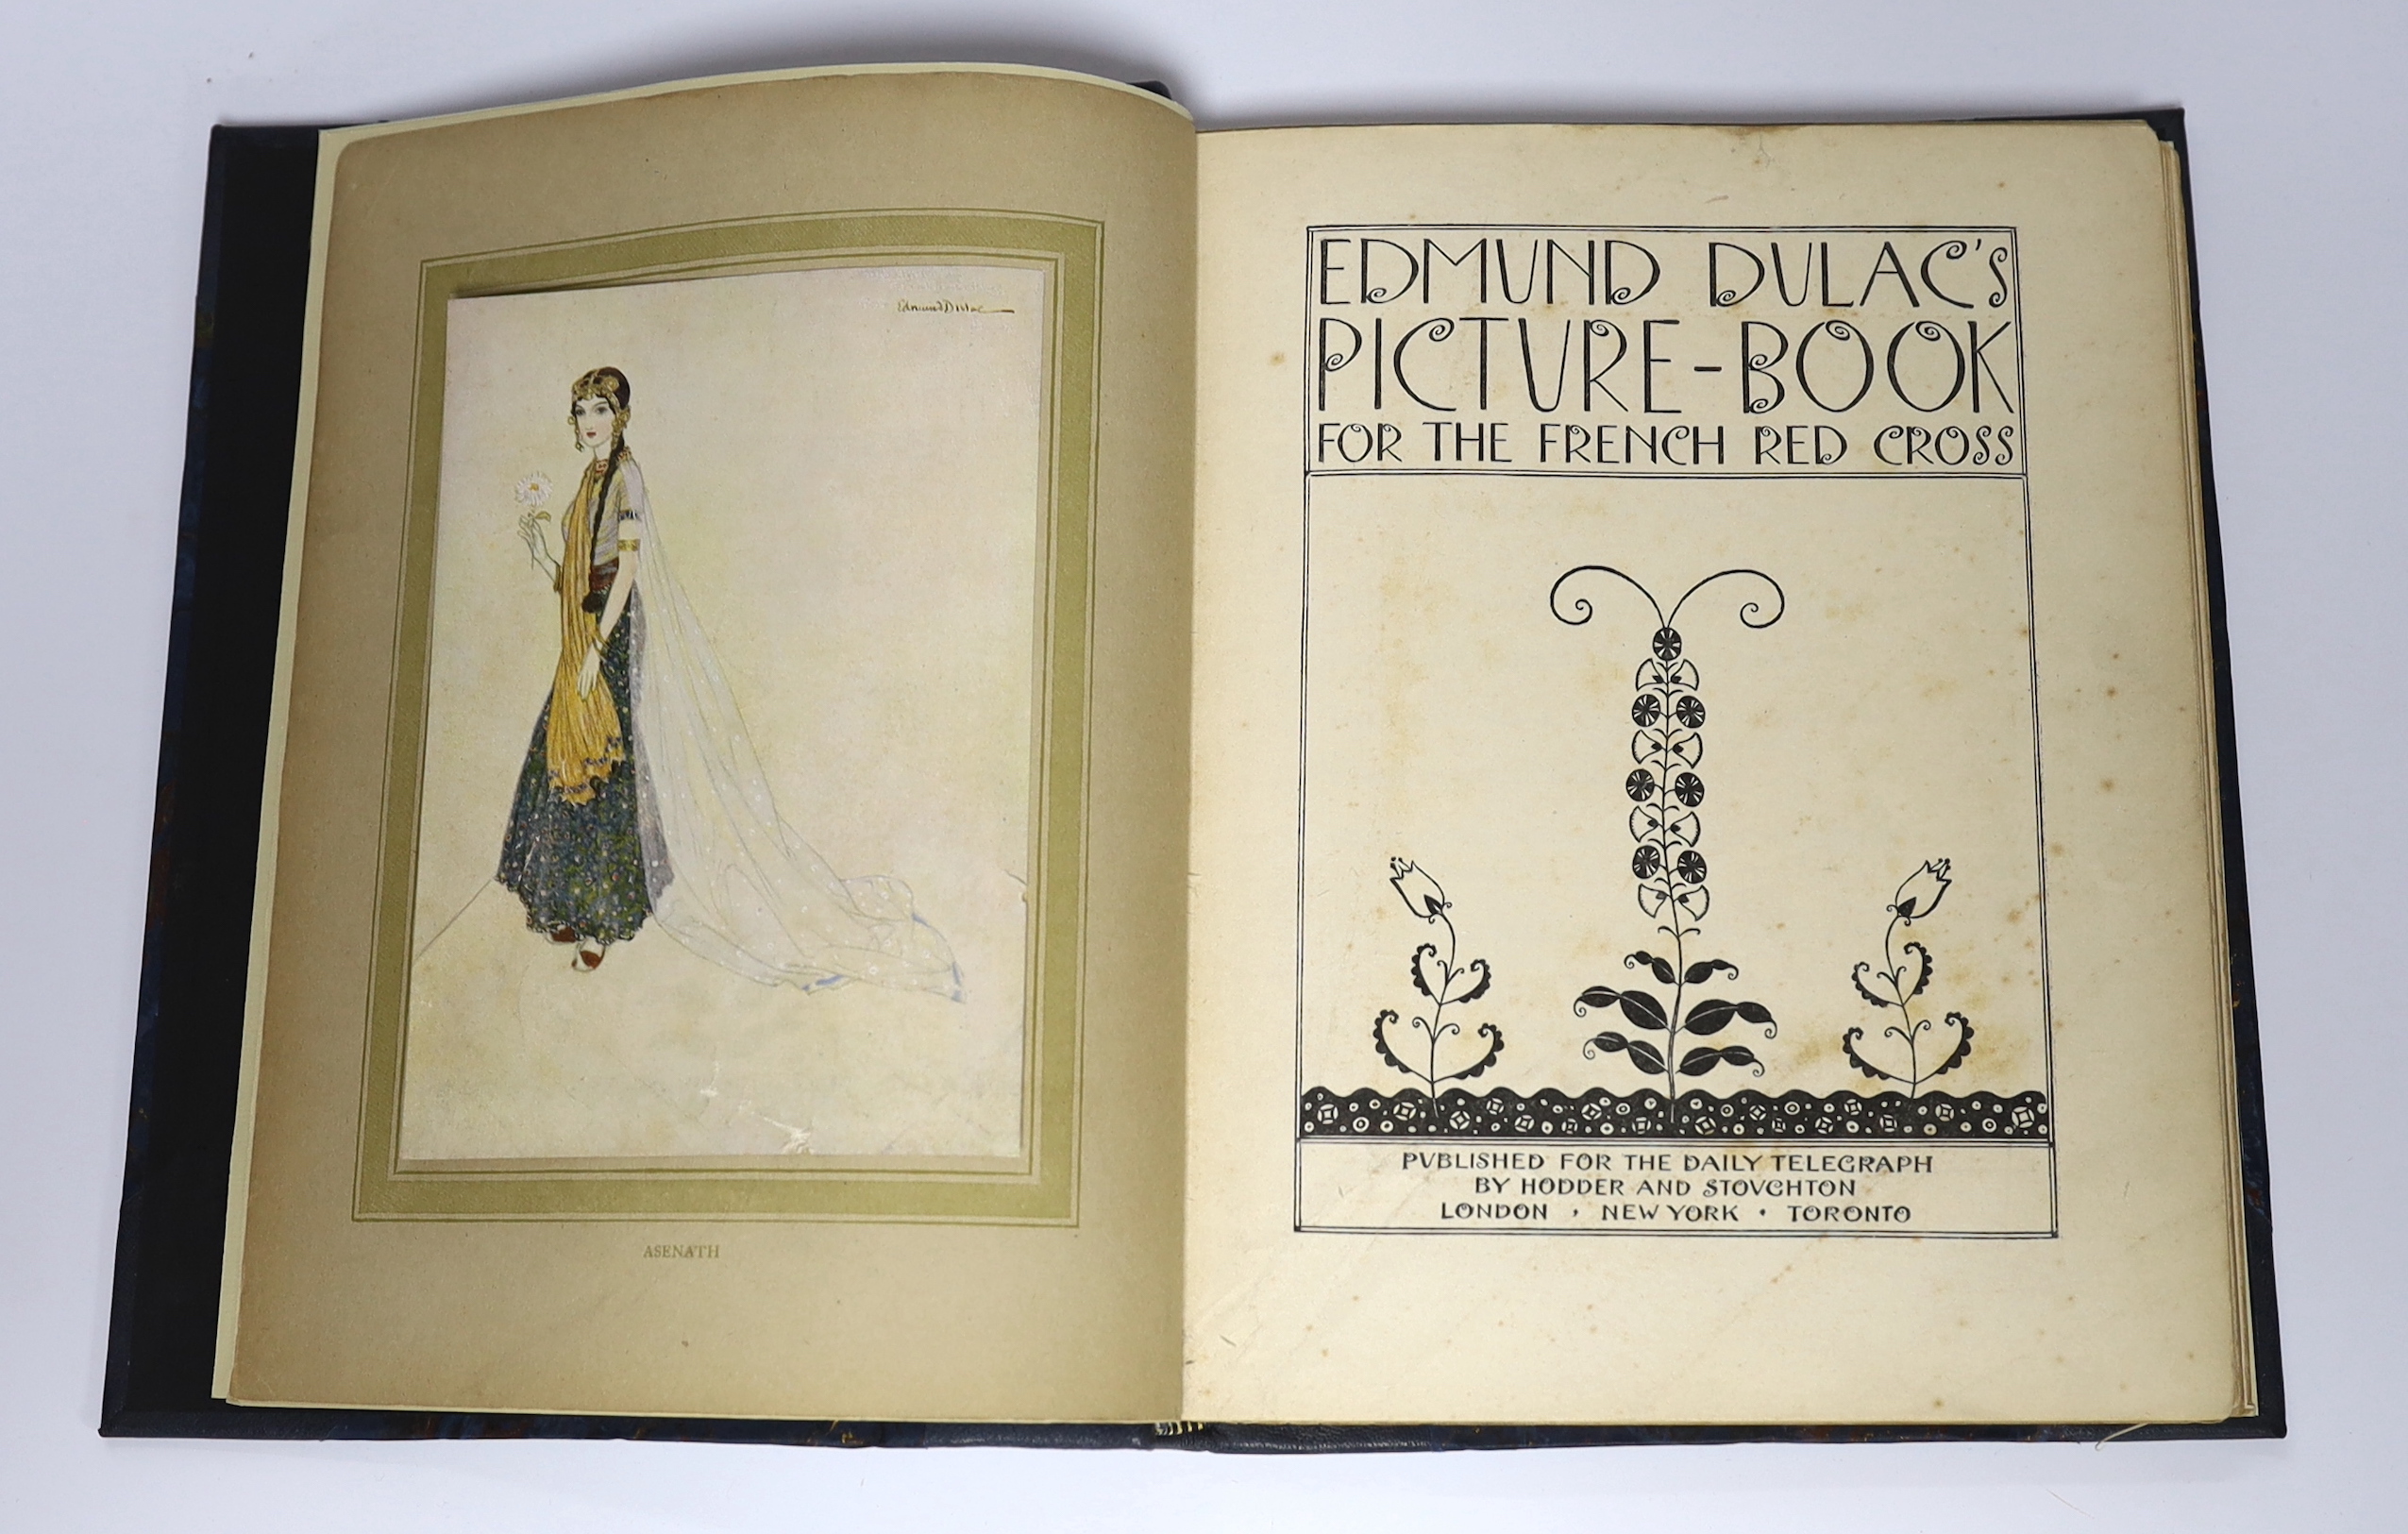 Edmund Dulac
ASENATH
EDMUND DULAC'S
PICTURE-BOOK
FOR THE FRENCH RED CROSS
PVBLISHED FOR THE DAILY TELEGRAPH
BY HODDER AND STOVGHTON
LONDON · NEW YORK · TORONTO